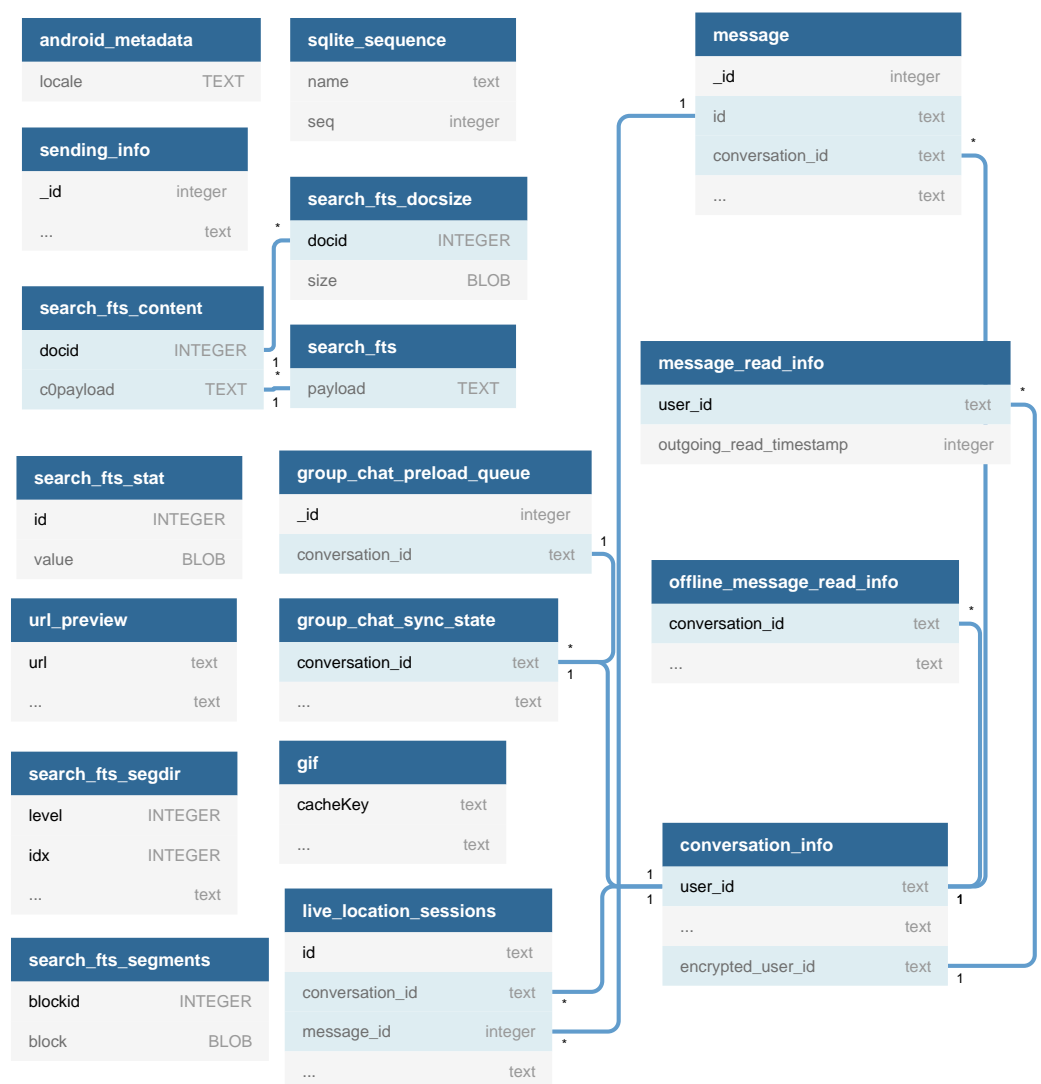 android_metadata
locale TEXT
sqlite_sequence
name text
seq integer
message
_id integer
1
id text
*
conversation_id text
... text
sending_info
_id integer
... text
search_fts_docsize
*
docid INTEGER
size BLOB
search_fts_content
docid INTEGER
1
*
c0payload TEXT
1
search_fts
payload TEXT
message_read_info
*
user_id text
outgoing_read_timestamp integer
search_fts_stat
id INTEGER
value BLOB
group_chat_preload_queue
_id integer
1
conversation_id text
offline_message_read_info
*
conversation_id text
... text
url_preview
url text
... text
group_chat_sync_state
*
conversation_id text
1
... text
search_fts_segdir
level INTEGER
idx INTEGER
... text
gif
cacheKey text
... text
conversation_info
1
user_id text
1
1
... text
encrypted_user_id text
1
live_location_sessions
id text
conversation_id text
*
message_id integer
*
... text
search_fts_segments
blockid INTEGER
block BLOB